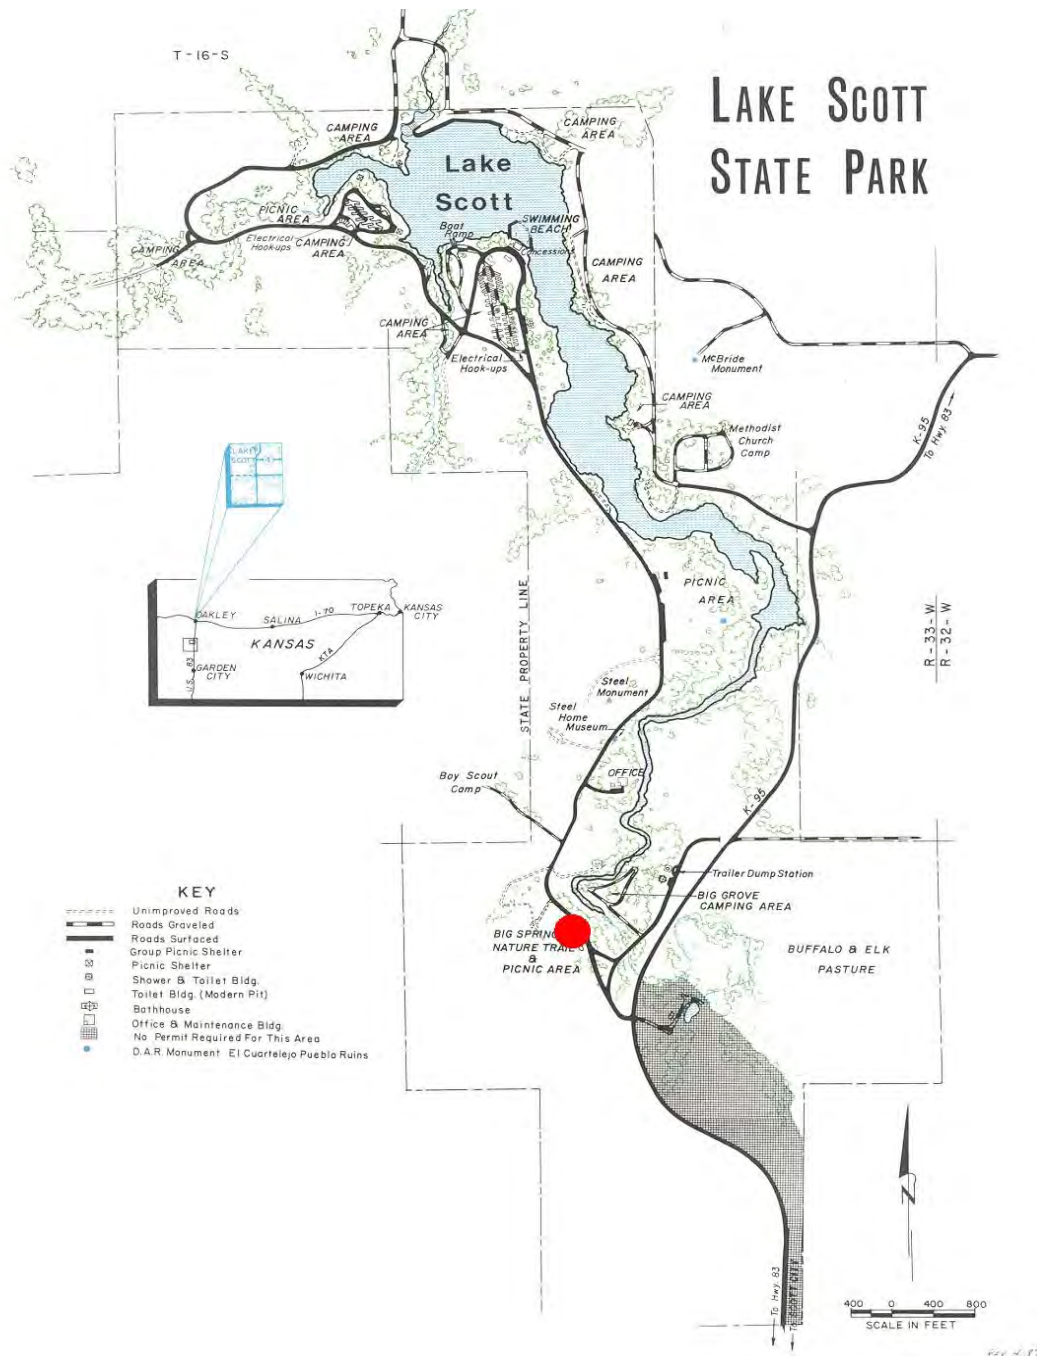 T-16-S
LAKE SCOTT
STATE PARK
CAMPING
AREA
CAMPING
AREA
Lake
Scott
PICNIC
AREA
Boat
Ramp
SWIMMING
BEACH
Electrical
Hook-ups
CAMPING
AREA
Concession
CAMPING
AREA
CAMPING
AREA
CAMPING
AREA
Electrical
Hook-ups
McBride
Monument
CAMPING
AREA
K-95
To Hwy. 83
Methodist
Church
Camp
LAKE
SCOTT
PICNIC
AREA
STATE PROPERTY LINE
R-33-W
R-32-W
OAKLEY
SALINA
I-70
TOPEKA
KANSAS
CITY
KANSAS
KTA
U.S. 83
GARDEN
CITY
WICHITA
Steel
Monument
Steel
Home
Museum
OFFICE
Boy Scout
Camp
K-95
Trailer Dump Station
BIG GROVE
CAMPING AREA
BIG SPRING
NATURE TRAIL
&
PICNIC AREA
BUFFALO & ELK
PASTURE
KEY
Unimproved Roads
Roads Graveled
Roads Surfaced
Group Picnic Shelter
Picnic Shelter
Shower & Toilet Bldg.
Toilet Bldg. (Modern Pit)
Bathhouse
Office & Maintenance Bldg.
No Permit Required For This Area
D.A.R. Monument El Cuartelejo Pueblo Ruins
N
To Hwy. 83
To SCOTT CITY
400 0 400 800
SCALE IN FEET